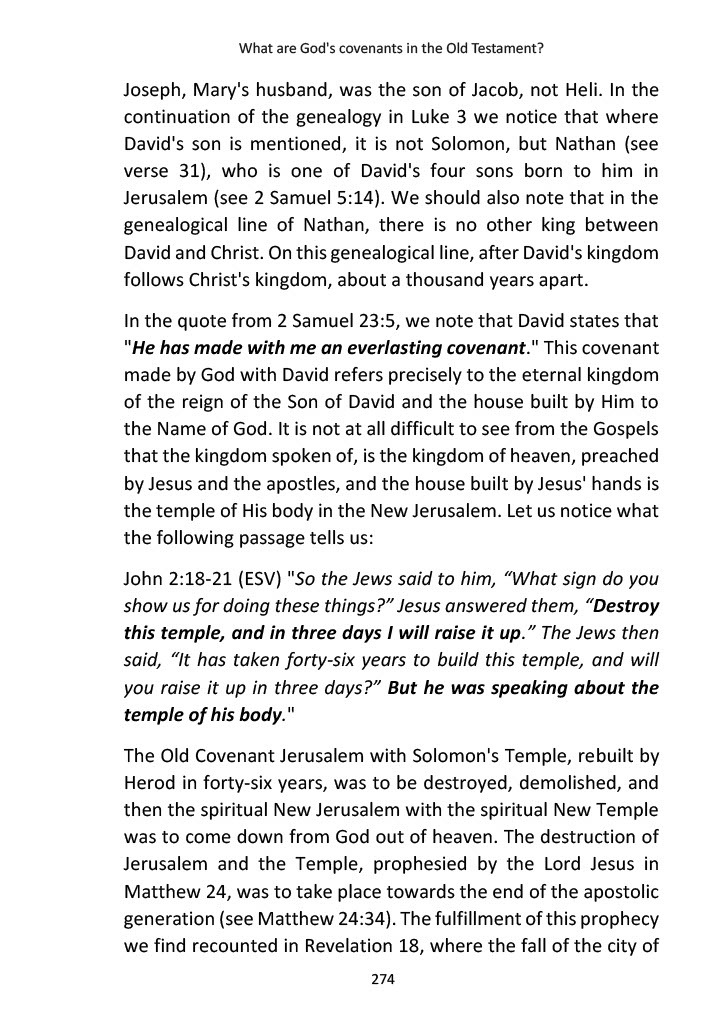 What are God's covenants in the Old Testament?
Joseph, Mary's husband, was the son of Jacob, not Heli. In the
continuation of the genealogy in Luke 3 we notice that where
David's son is mentioned, it is not Solomon, but Nathan (see
verse 31), who is one of David's four sons born to him in
Jerusalem (see 2 Samuel 5:14). We should also note that in the
genealogical line of Nathan, there is no other king between
David and Christ. On this genealogical line, after David's kingdom
follows Christ's kingdom, about a thousand years apart.
In the quote from 2 Samuel 23:5, we note that David states that
"He has made with me an everlasting covenant." This covenant
made by God with David refers precisely to the eternal kingdom
of the reign of the Son of David and the house built by Him to
the Name of God. It is not at all difficult to see from the Gospels
that the kingdom spoken of, is the kingdom of heaven, preached
by Jesus and the apostles, and the house built by Jesus' hands is
the temple of His body in the New Jerusalem. Let us notice what
the following passage tells us:
John 2:18-21 (ESV) "So the Jews said to him, “What sign do you
show us for doing these things?” Jesus answered them, “Destroy
this temple, and in three days I will raise it up.” The Jews then
said, “It has taken forty-six years to build this temple, and will
you raise it up in three days?” But he was speaking about the
temple of his body."
The Old Covenant Jerusalem with Solomon's Temple, rebuilt by
Herod in forty-six years, was to be destroyed, demolished, and
then the spiritual New Jerusalem with the spiritual New Temple
was to come down from God out of heaven. The destruction of
Jerusalem and the Temple, prophesied by the Lord Jesus in
Matthew 24, was to take place towards the end of the apostolic
generation (see Matthew 24:34). The fulfillment of this prophecy
we find recounted in Revelation 18, where the fall of the city of
274